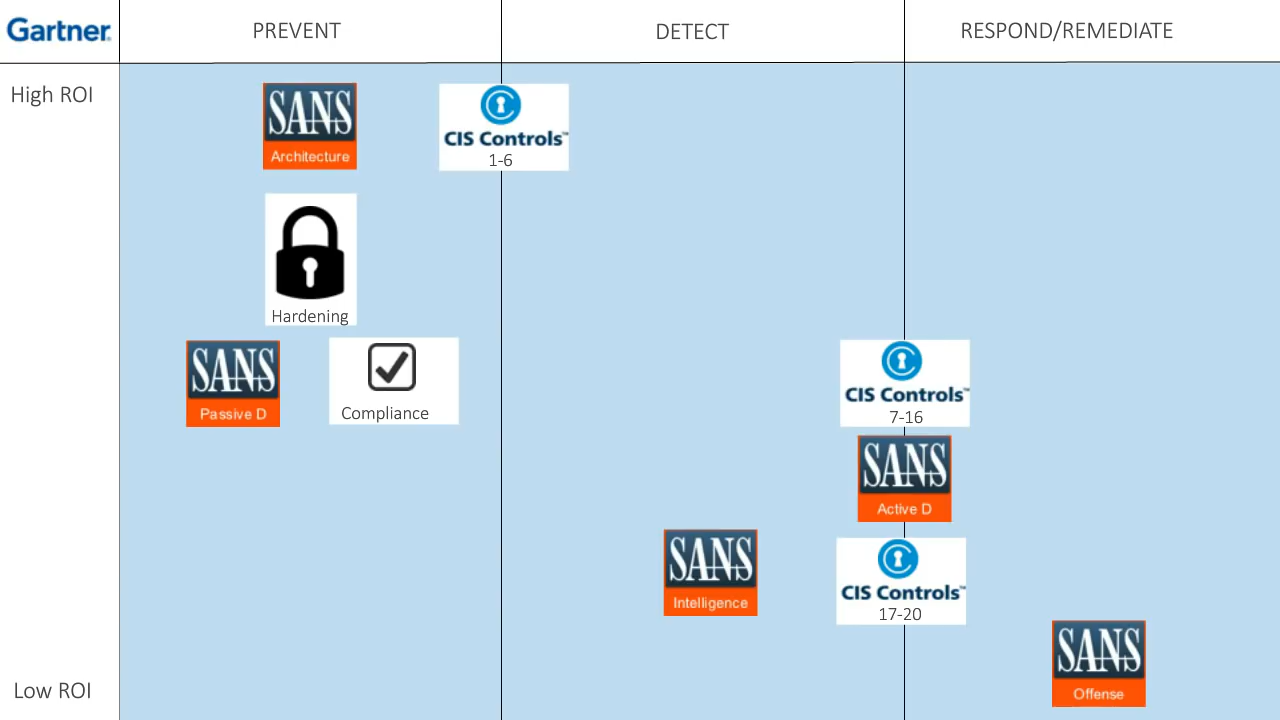 Gartner.
PREVENT
DETECT
RESPOND/REMEDIATE
High ROI
SANS
Architecture
CIS Controls™
1-6
Hardening
SANS
Passive D
Compliance
CIS Controls™
7-16
SANS
Active D
SANS
Intelligence
CIS Controls™
17-20
SANS
Offense
Low ROI